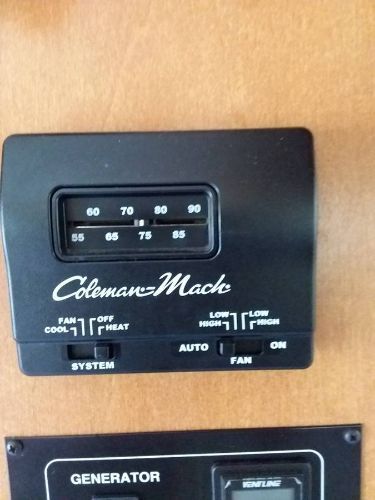 60 70 80 90
55 65 75 85
Coleman-Mach
FAN OFF
COOL HEAT
LOW LOW
HIGH HIGH
AUTO ON
SYSTEM FAN
GENERATOR
VENTLINE